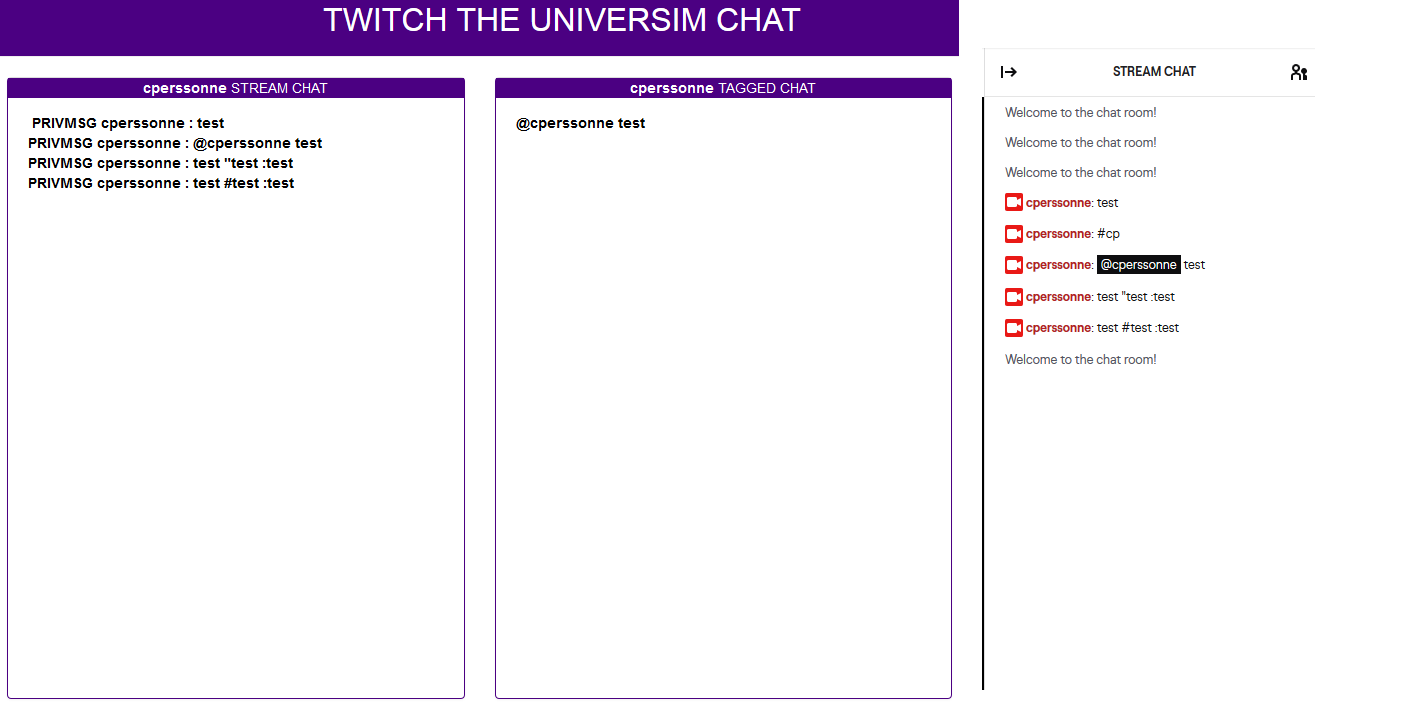 TWITCH THE UNIVERSIM CHAT
cperssonne STREAM CHAT
PRIVMSG cperssonne : test
PRIVMSG cperssonne : @cperssonne test
PRIVMSG cperssonne : test "test :test
PRIVMSG cperssonne : test #test :test
cperssonne TAGGED CHAT
@cperssonne test
STREAM CHAT
Welcome to the chat room!
Welcome to the chat room!
Welcome to the chat room!
cperssonne: test
cperssonne: #cp
cperssonne: @cperssonne test
cperssonne: test "test :test
cperssonne: test #test :test
Welcome to the chat room!